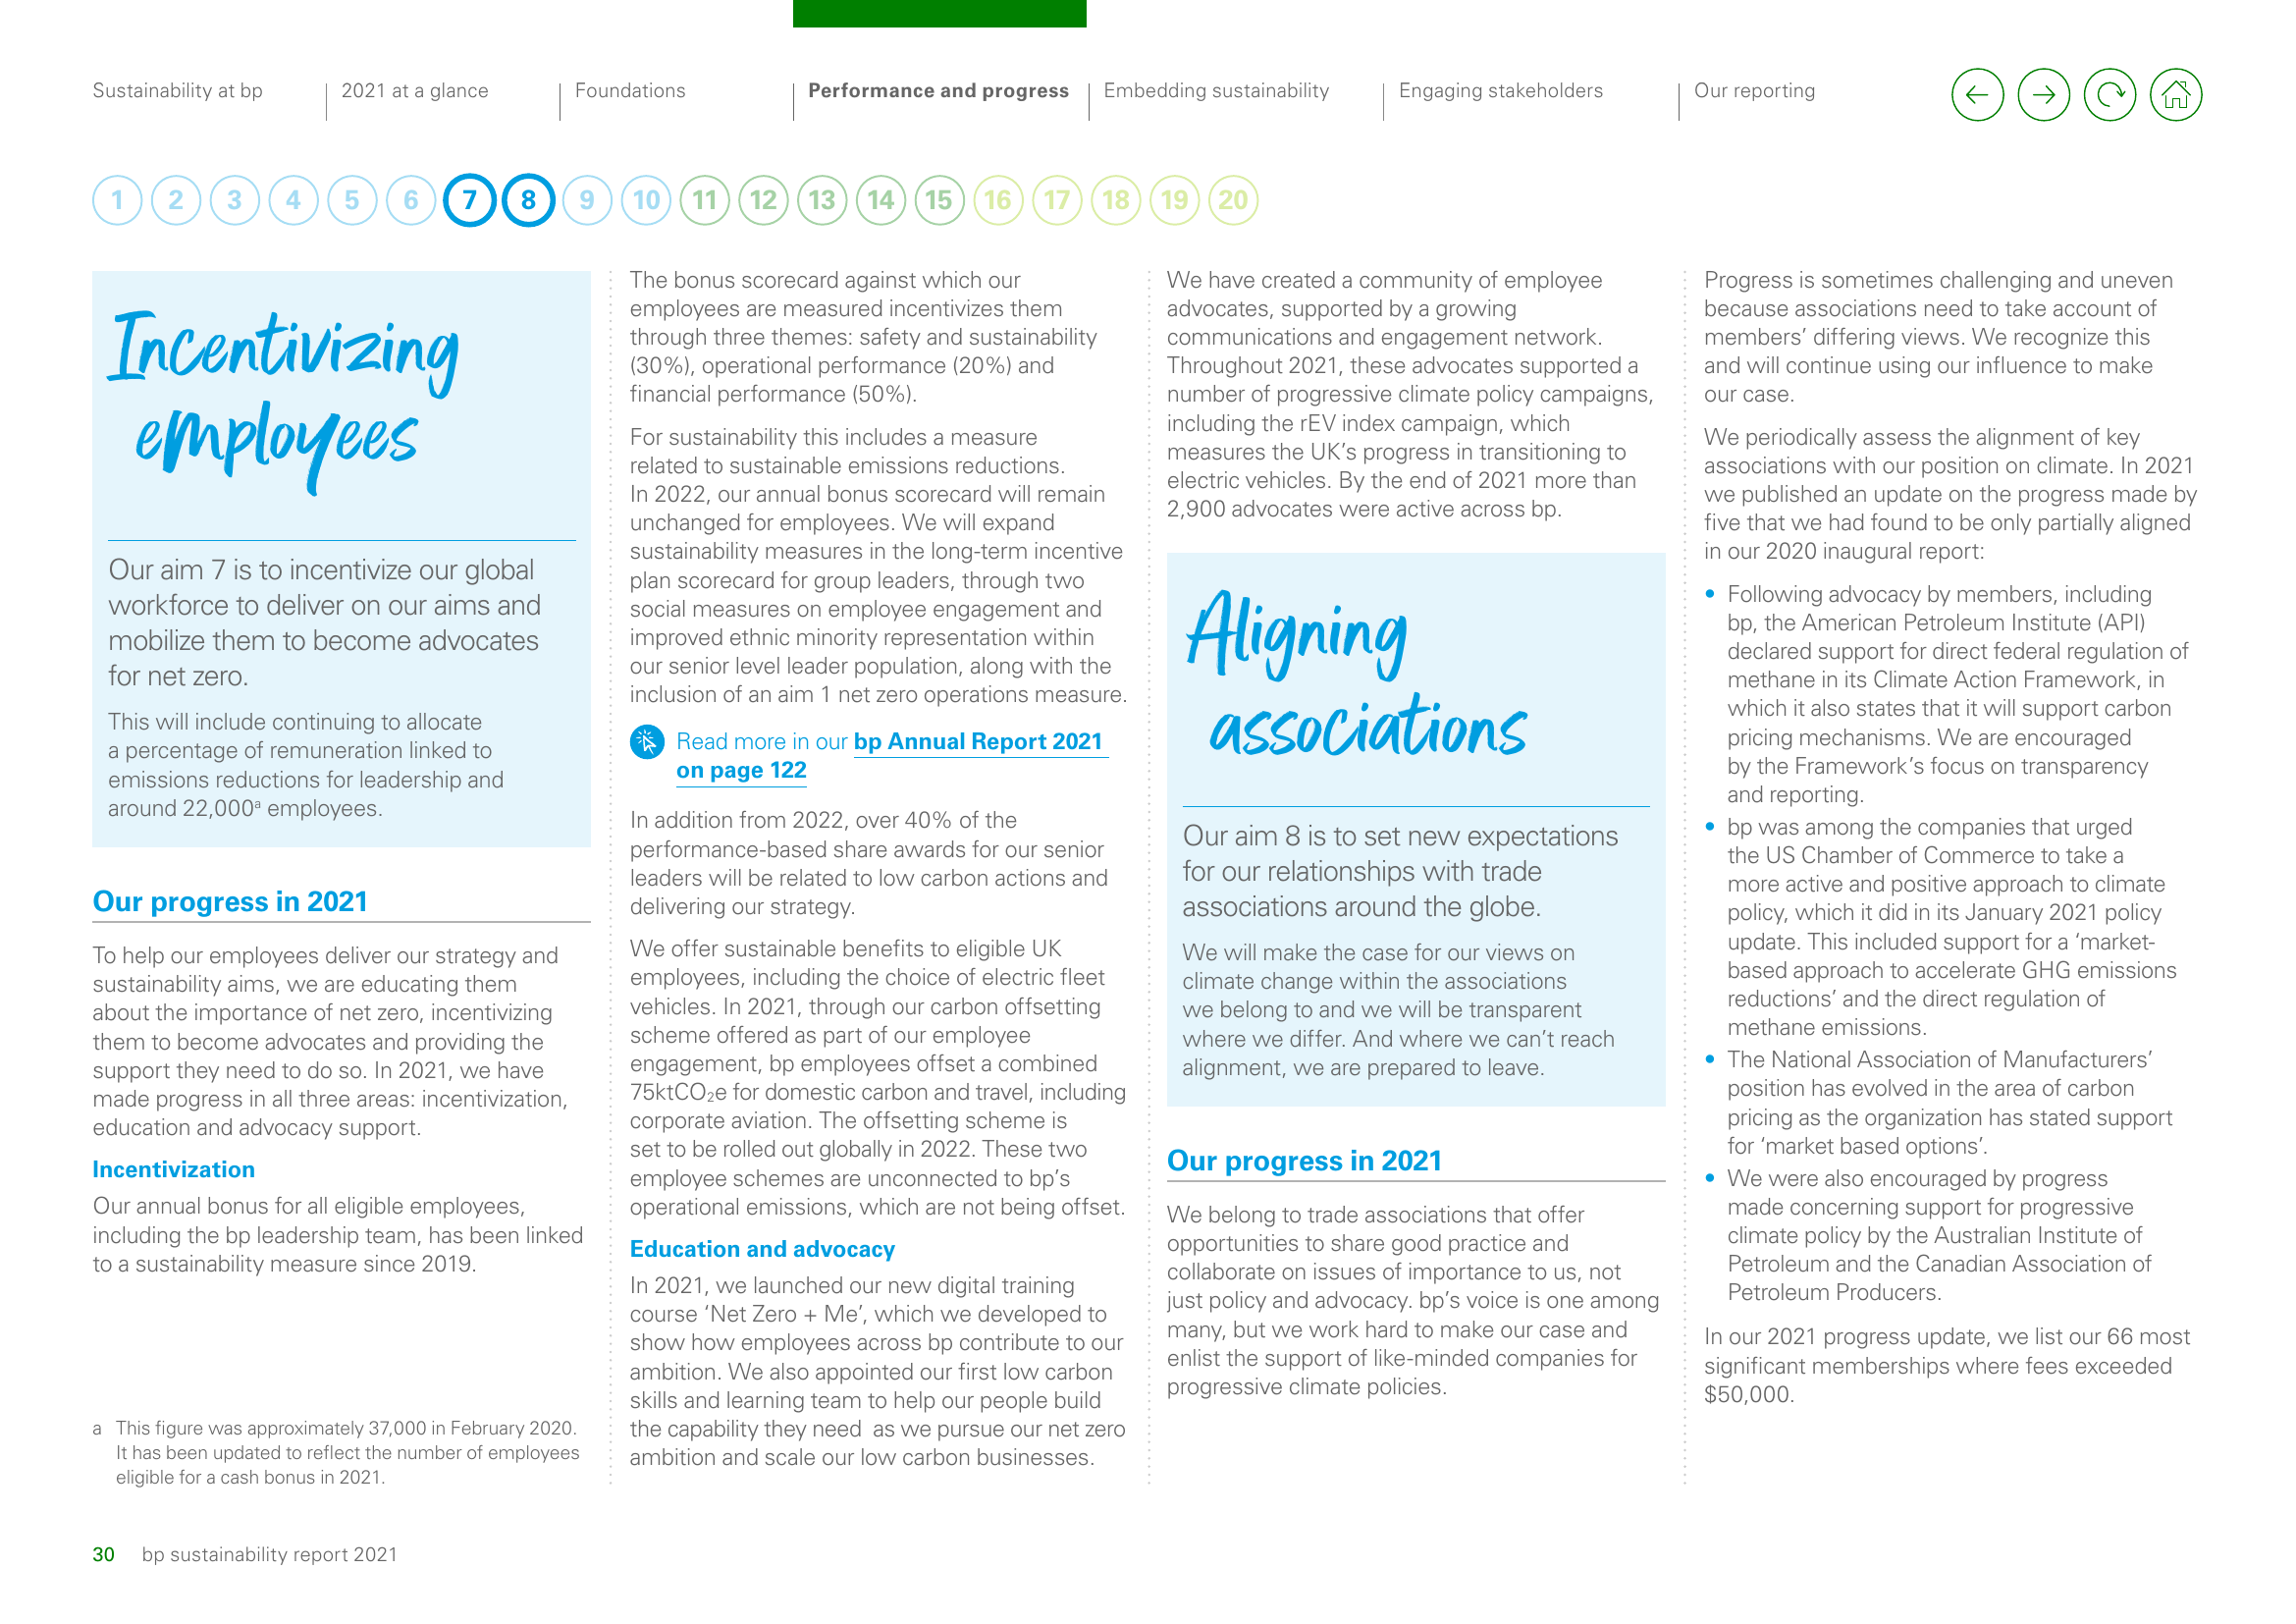 Sustainability at bp
2021 at a glance
Foundations
Performance and progress
Embedding sustainability
Engaging stakeholders
Our reporting
1 2 3 4 5 6 7 8 9 10 11 12 13 14 15 16 17 18 19 20
Incentivizing
employees
Our aim 7 is to incentivize our global
workforce to deliver on our aims and
mobilize them to become advocates
for net zero.
This will include continuing to allocate
a percentage of remuneration linked to
emissions reductions for leadership and
around 22,000ᵃ employees.
Our progress in 2021
To help our employees deliver our strategy and
sustainability aims, we are educating them
about the importance of net zero, incentivizing
them to become advocates and providing the
support they need to do so. In 2021, we have
made progress in all three areas: incentivization,
education and advocacy support.
Incentivization
Our annual bonus for all eligible employees,
including the bp leadership team, has been linked
to a sustainability measure since 2019.
a This figure was approximately 37,000 in February 2020.
It has been updated to reflect the number of employees
eligible for a cash bonus in 2021.
The bonus scorecard against which our
employees are measured incentivizes them
through three themes: safety and sustainability
(30%), operational performance (20%) and
financial performance (50%).
For sustainability this includes a measure
related to sustainable emissions reductions.
In 2022, our annual bonus scorecard will remain
unchanged for employees. We will expand
sustainability measures in the long-term incentive
plan scorecard for group leaders, through two
social measures on employee engagement and
improved ethnic minority representation within
our senior level leader population, along with the
inclusion of an aim 1 net zero operations measure.
Read more in our bp Annual Report 2021
on page 122
In addition from 2022, over 40% of the
performance-based share awards for our senior
leaders will be related to low carbon actions and
delivering our strategy.
We offer sustainable benefits to eligible UK
employees, including the choice of electric fleet
vehicles. In 2021, through our carbon offsetting
scheme offered as part of our employee
engagement, bp employees offset a combined
75ktCO₂e for domestic carbon and travel, including
corporate aviation. The offsetting scheme is
set to be rolled out globally in 2022. These two
employee schemes are unconnected to bp’s
operational emissions, which are not being offset.
Education and advocacy
In 2021, we launched our new digital training
course ‘Net Zero + Me’, which we developed to
show how employees across bp contribute to our
ambition. We also appointed our first low carbon
skills and learning team to help our people build
the capability they need as we pursue our net zero
ambition and scale our low carbon businesses.
We have created a community of employee
advocates, supported by a growing
communications and engagement network.
Throughout 2021, these advocates supported a
number of progressive climate policy campaigns,
including the rEV index campaign, which
measures the UK’s progress in transitioning to
electric vehicles. By the end of 2021 more than
2,900 advocates were active across bp.
Aligning
associations
Our aim 8 is to set new expectations
for our relationships with trade
associations around the globe.
We will make the case for our views on
climate change within the associations
we belong to and we will be transparent
where we differ. And where we can’t reach
alignment, we are prepared to leave.
Our progress in 2021
We belong to trade associations that offer
opportunities to share good practice and
collaborate on issues of importance to us, not
just policy and advocacy. bp’s voice is one among
many, but we work hard to make our case and
enlist the support of like-minded companies for
progressive climate policies.
Progress is sometimes challenging and uneven
because associations need to take account of
members’ differing views. We recognize this
and will continue using our influence to make
our case.
We periodically assess the alignment of key
associations with our position on climate. In 2021
we published an update on the progress made by
five that we had found to be only partially aligned
in our 2020 inaugural report:
• Following advocacy by members, including
bp, the American Petroleum Institute (API)
declared support for direct federal regulation of
methane in its Climate Action Framework, in
which it also states that it will support carbon
pricing mechanisms. We are encouraged
by the Framework’s focus on transparency
and reporting.
• bp was among the companies that urged
the US Chamber of Commerce to take a
more active and positive approach to climate
policy, which it did in its January 2021 policy
update. This included support for a ‘market-
based approach to accelerate GHG emissions
reductions’ and the direct regulation of
methane emissions.
• The National Association of Manufacturers’
position has evolved in the area of carbon
pricing as the organization has stated support
for ‘market based options’.
• We were also encouraged by progress
made concerning support for progressive
climate policy by the Australian Institute of
Petroleum and the Canadian Association of
Petroleum Producers.
In our 2021 progress update, we list our 66 most
significant memberships where fees exceeded
$50,000.
30 bp sustainability report 2021